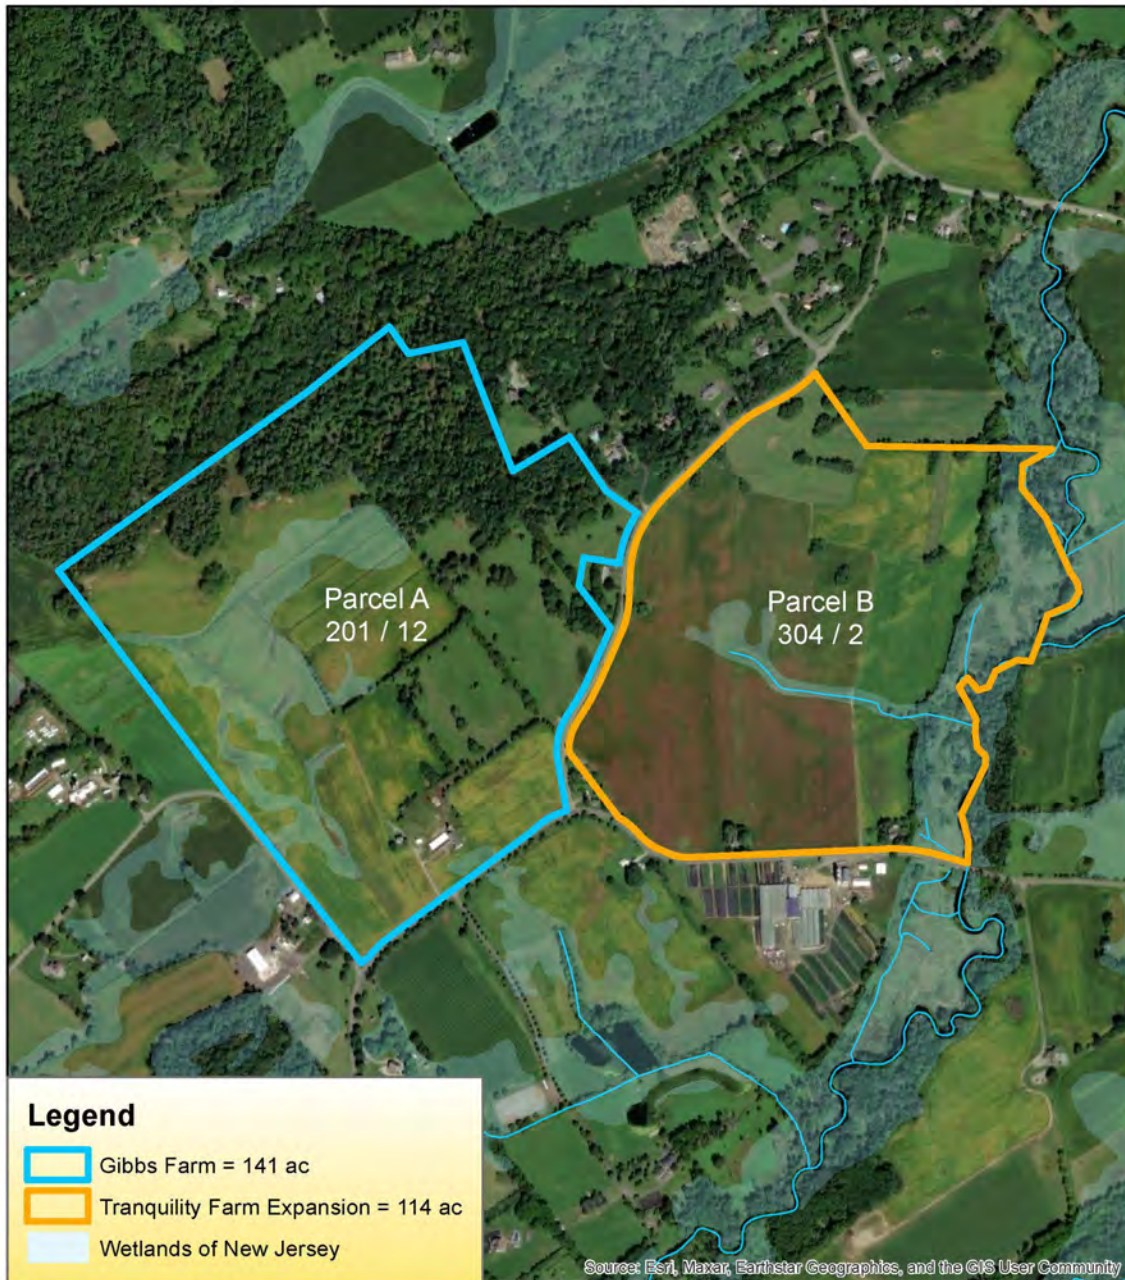 Parcel A
201 / 12
Parcel B
304 / 2
Legend
Gibbs Farm = 141 ac
Tranquility Farm Expansion = 114 ac
Wetlands of New Jersey
Source: Esri, Maxar, Earthstar Geographics, and the GIS User Community